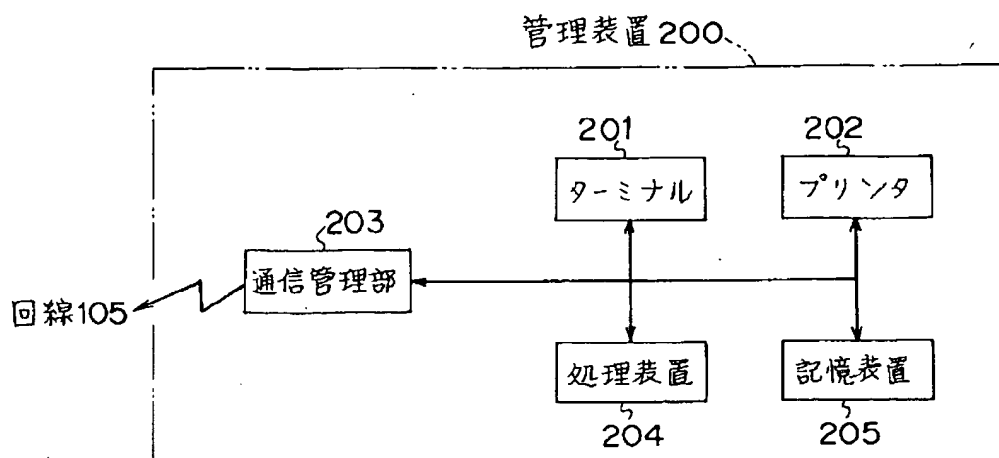 管理装置200
201
ターミナル
202
プリンタ
203
通信管理部
回線105
処理装置
204
記憶装置
205